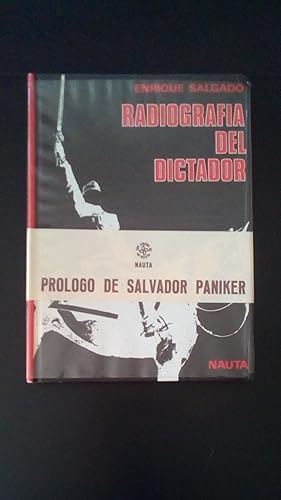 ENRIQUE SALGADO
RADIOGRAFIA
DEL
DICTADOR
NAUTA
PROLOGO DE SALVADOR PANIKER
NAUTA